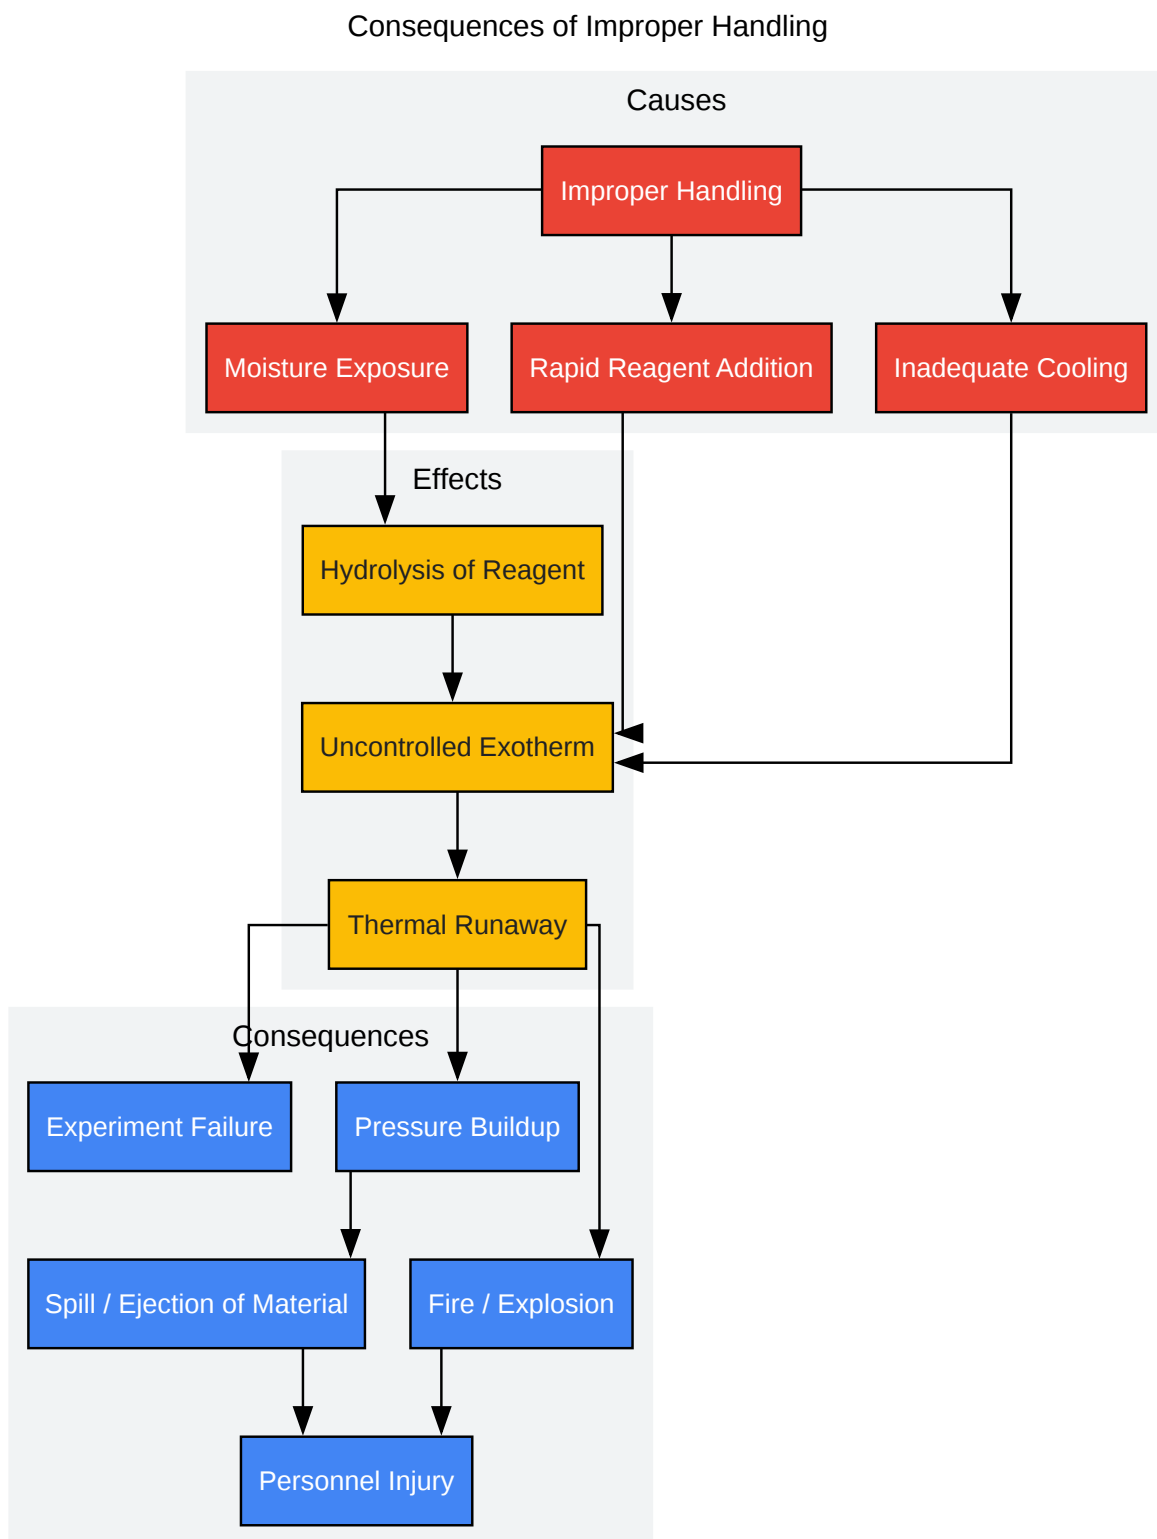 Consequences of Improper Handling
Causes
Improper Handling
Moisture Exposure
Rapid Reagent Addition
Inadequate Cooling
Effects
Hydrolysis of Reagent
Uncontrolled Exotherm
Thermal Runaway
Consequences
Experiment Failure
Pressure Buildup
Spill / Ejection of Material
Fire / Explosion
Personnel Injury